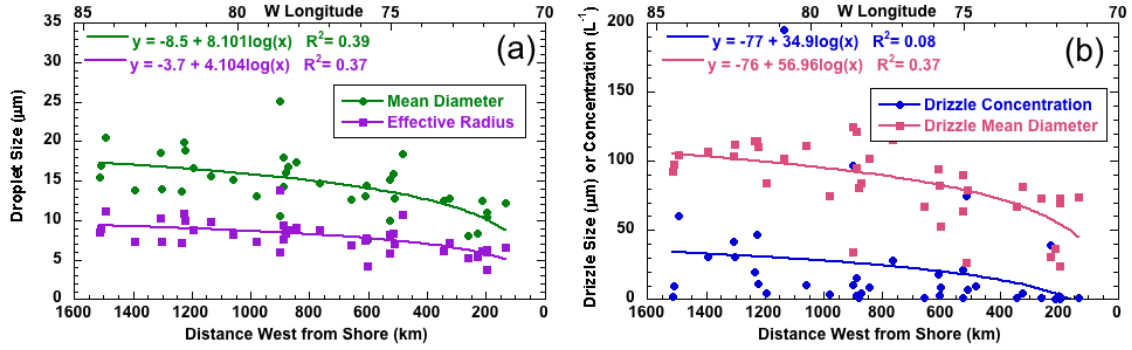 W Longitude
85 80 75 70
35
30
25
20
15
10
5
0
Droplet Size (µm)
y = -8.5 + 8.101log(x) R²= 0.39
y = -3.7 + 4.104log(x) R²= 0.37
(a)
Mean Diameter
Effective Radius
1600 1400 1200 1000 800 600 400 200 0
Distance West from Shore (km)
W Longitude
85 80 75 70
200
150
100
50
0
Drizzle Size (µm) or Concentration (L⁻¹)
y = -77 + 34.9log(x) R²= 0.08
y = -76 + 56.96log(x) R²= 0.37
(b)
Drizzle Concentration
Drizzle Mean Diameter
1600 1400 1200 1000 800 600 400 200 0
Distance West from Shore (km)